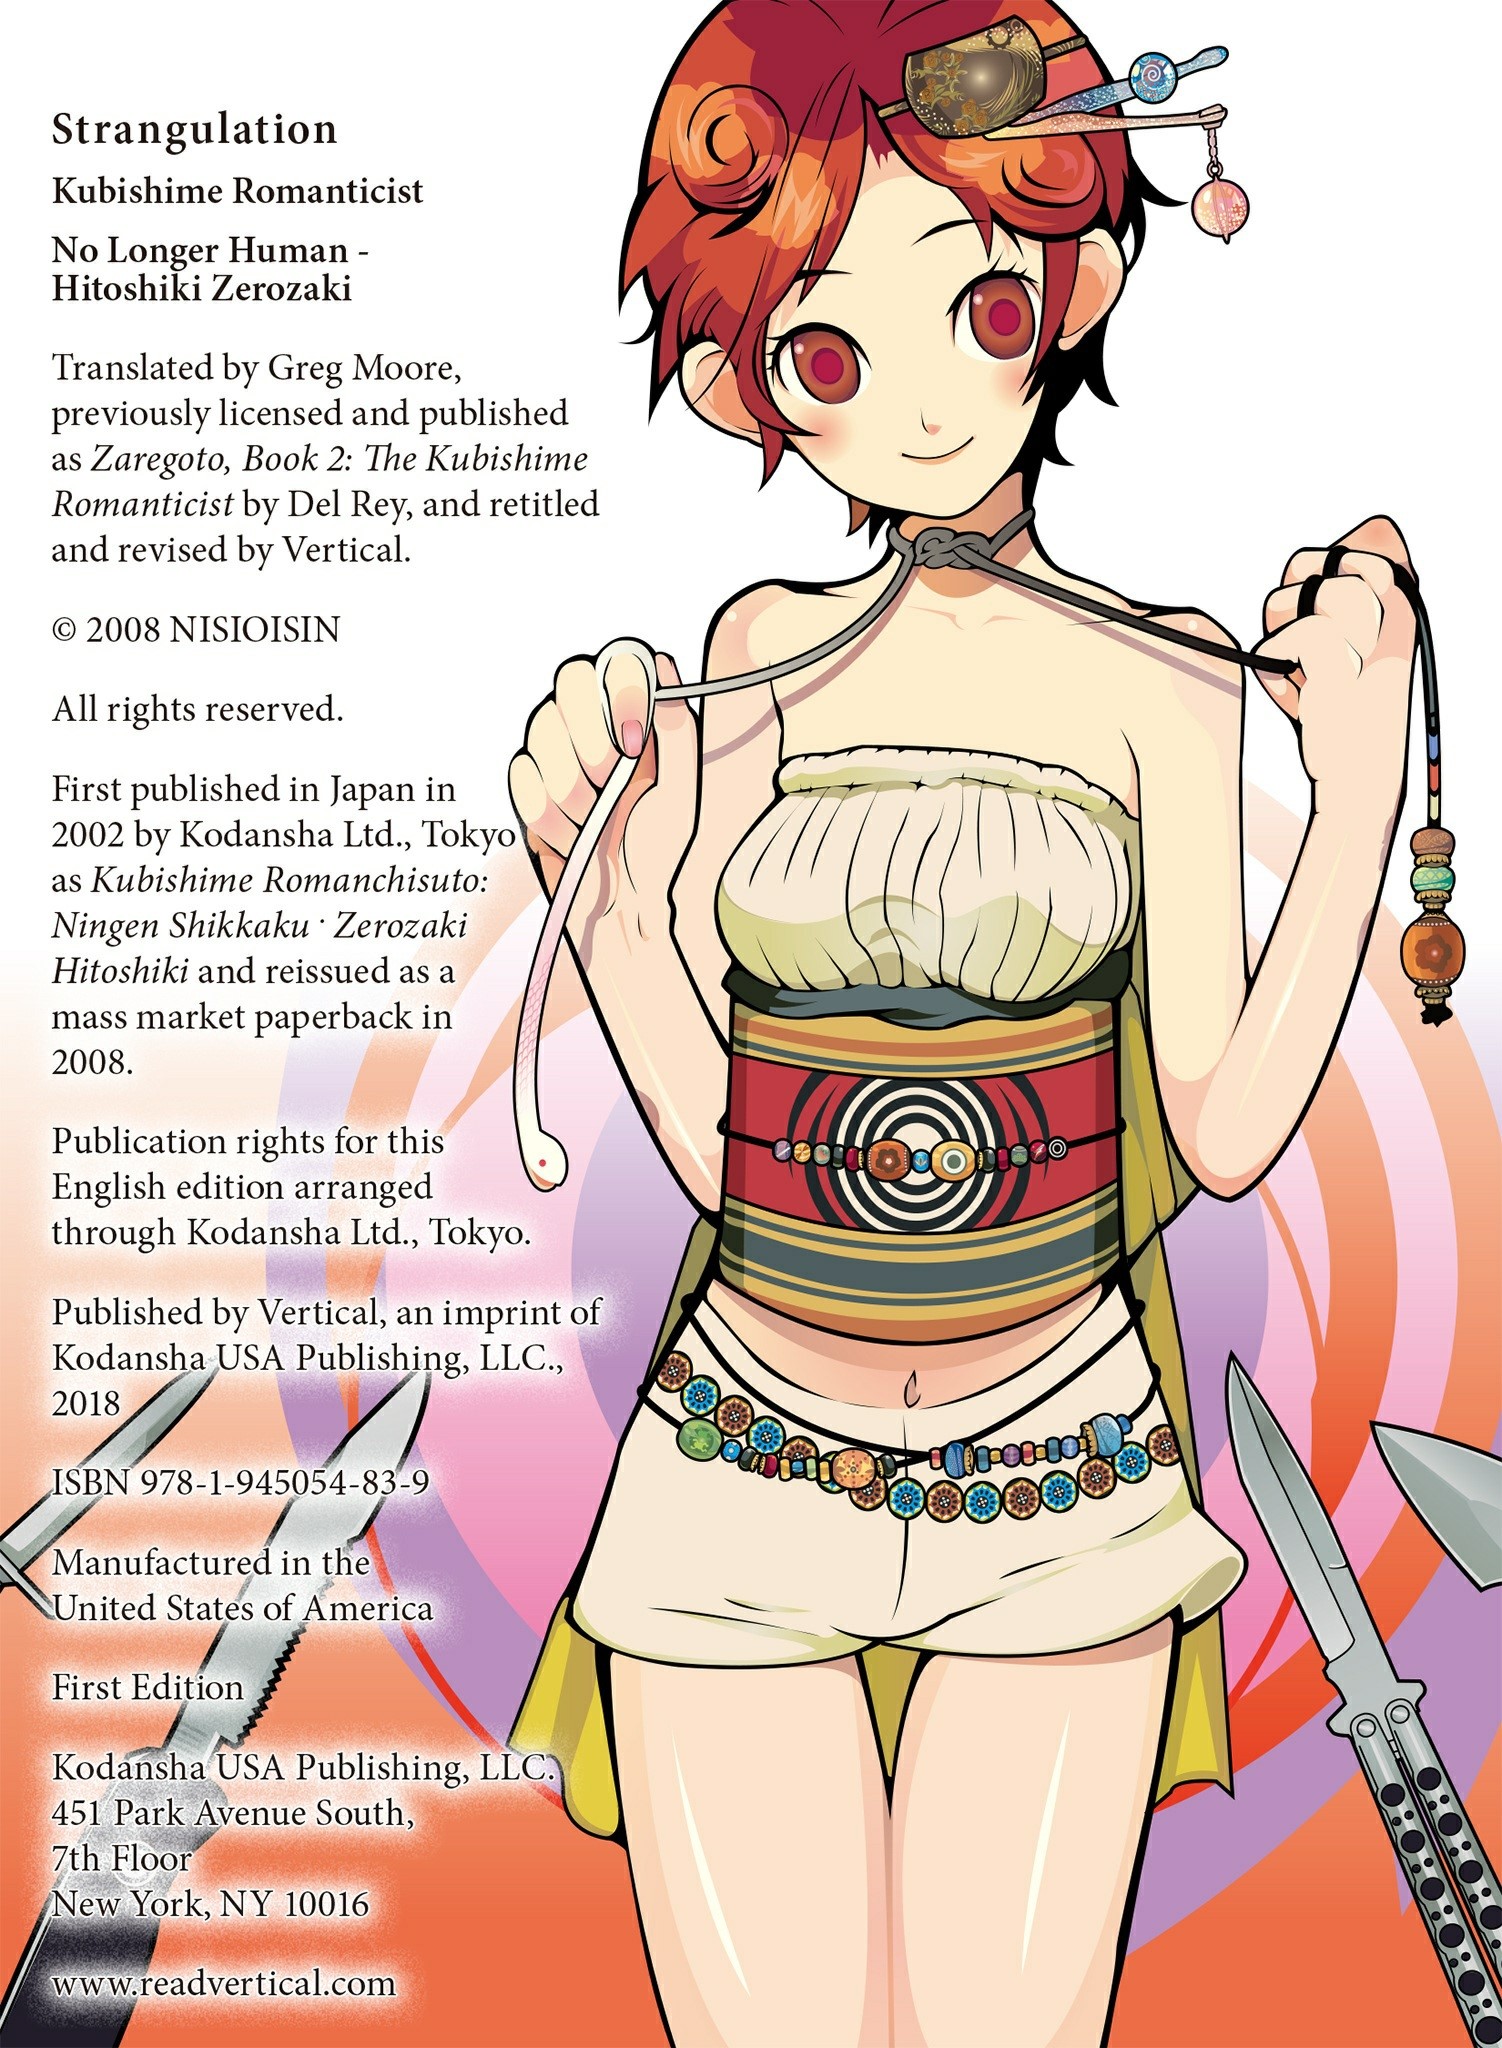 Strangulation
Kubishime Romanticist
No Longer Human -
Hitoshiki Zerozaki
Translated by Greg Moore,
previously licensed and published
as Zaregoto, Book 2: The Kubishime
Romanticist by Del Rey, and retitled
and revised by Vertical.
© 2008 NISIOISIN
All rights reserved.
First published in Japan in
2002 by Kodansha Ltd., Tokyo
as Kubishime Romanchisuto:
Ningen Shikkaku · Zerozaki
Hitoshiki and reissued as a
mass market paperback in
2008.
Publication rights for this
English edition arranged
through Kodansha Ltd., Tokyo.
Published by Vertical, an imprint of
Kodansha USA Publishing, LLC.,
2018
ISBN 978-1-945054-83-9
Manufactured in the
United States of America
First Edition
Kodansha USA Publishing, LLC.
451 Park Avenue South,
7th Floor
New York, NY 10016
www.readvertical.com